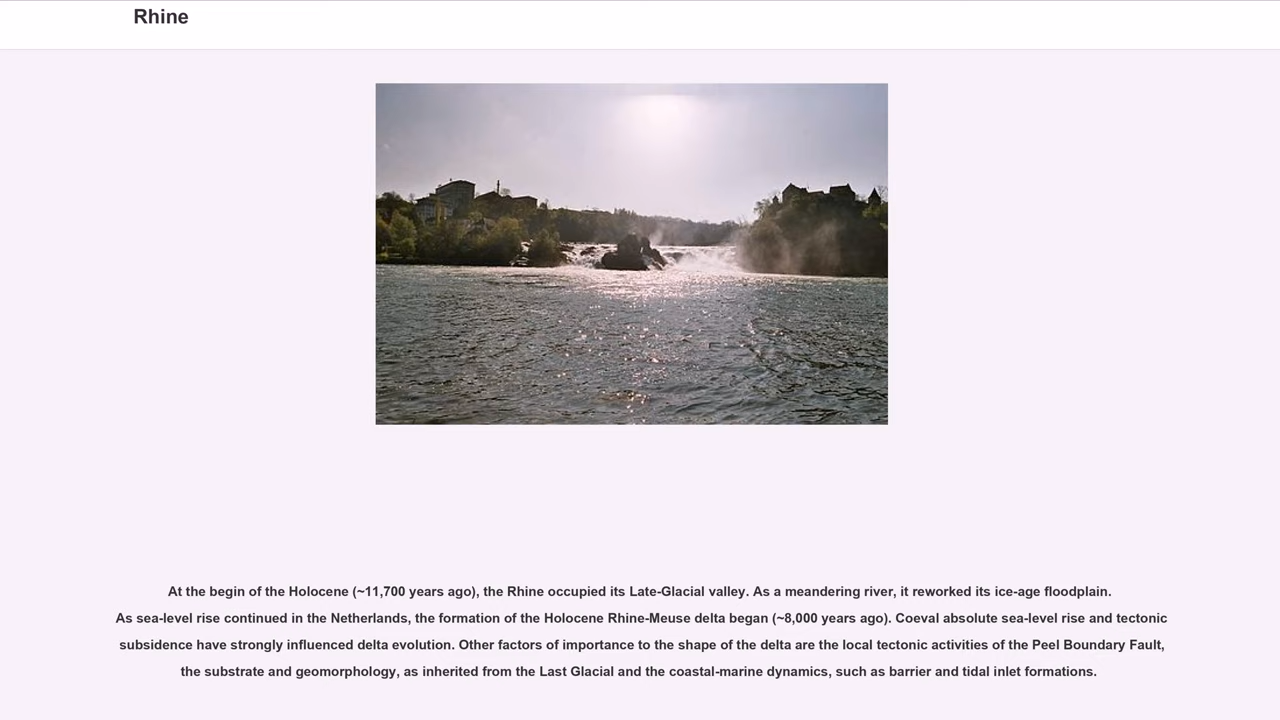 Rhine
At the begin of the Holocene (~11,700 years ago), the Rhine occupied its Late-Glacial valley. As a meandering river, it reworked its ice-age floodplain.
As sea-level rise continued in the Netherlands, the formation of the Holocene Rhine-Meuse delta began (~8,000 years ago). Coeval absolute sea-level rise and tectonic
subsidence have strongly influenced delta evolution. Other factors of importance to the shape of the delta are the local tectonic activities of the Peel Boundary Fault,
the substrate and geomorphology, as inherited from the Last Glacial and the coastal-marine dynamics, such as barrier and tidal inlet formations.